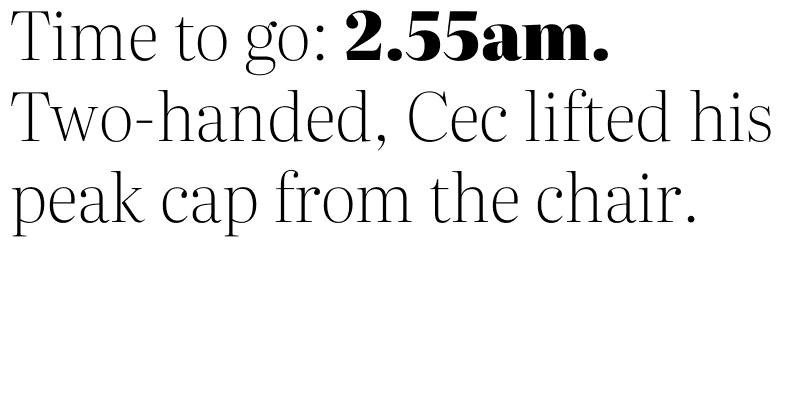 Time to go: 2.55am.
Two-handed, Cec lifted his
peak cap from the chair.